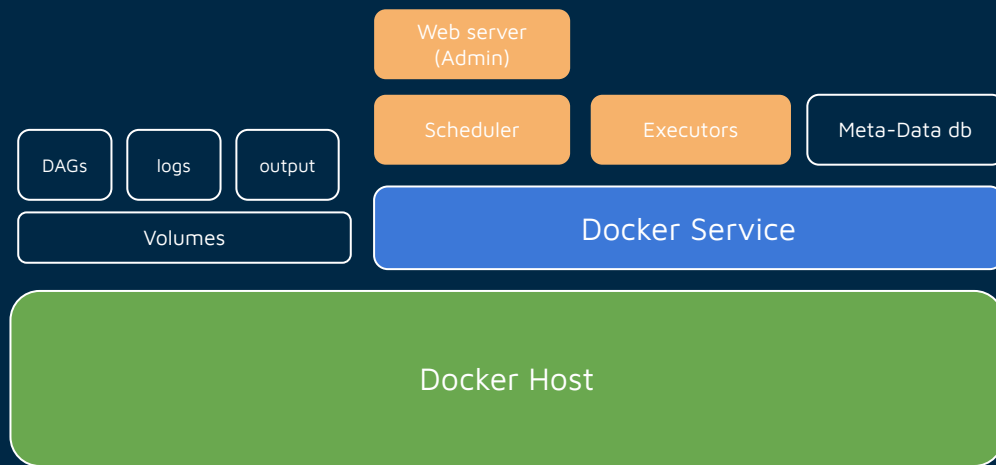 Web server
(Admin)
Scheduler
Executors
Meta-Data db
DAGs
logs
output
Volumes
Docker Service
Docker Host